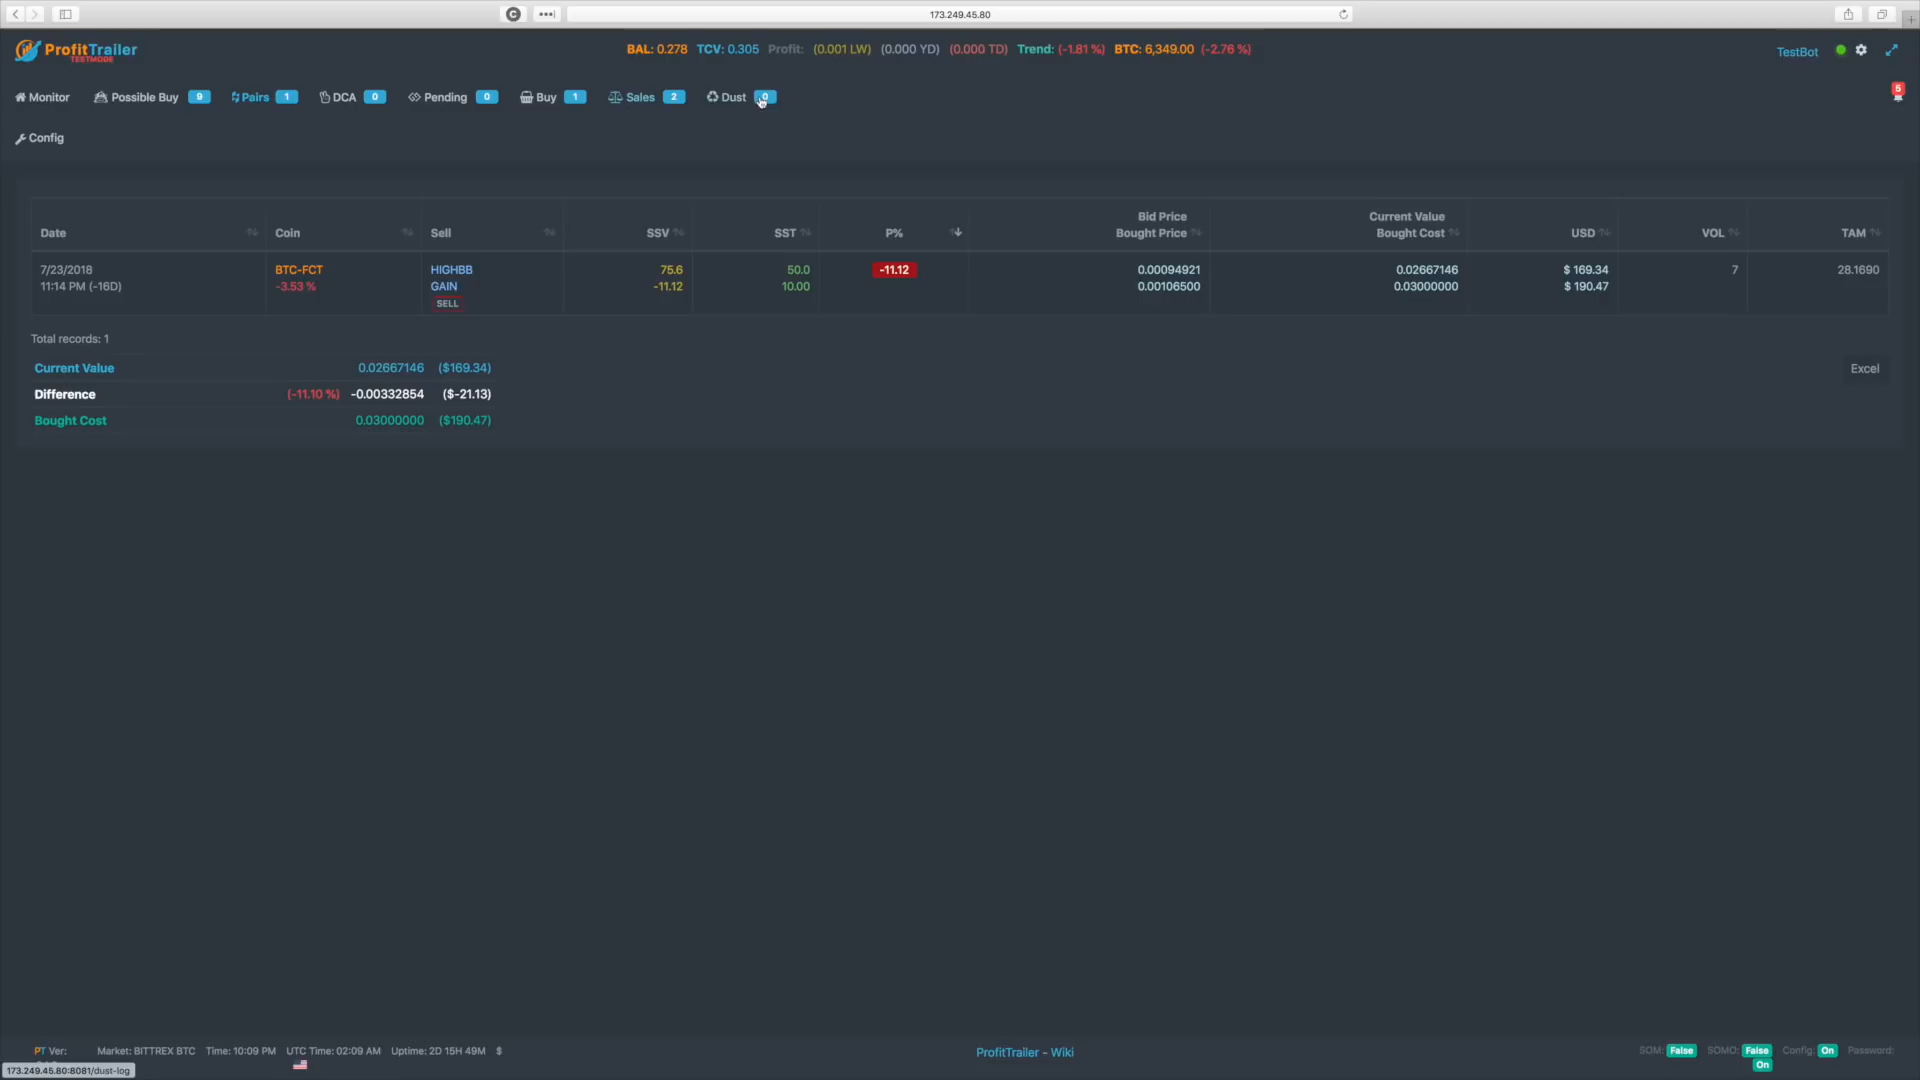 173.249.45.80
ProfitTrailer
TESTMODE
BAL: 0.278 TCV: 0.305 Profit: (0.001 LW) (0.000 YD) (0.000 TD) Trend: (-1.81 %) BTC: 6,349.00 (-2.76 %)
TestBot
Monitor Possible Buy 9 Pairs 1 DCA 0 Pending 0 Buy 1 Sales 2 Dust 0
5
Config
Bid Price Current Value
Date Coin Sell SSV SST P% Bought Price Bought Cost USD VOL TAM
7/23/2018 BTC-FCT HIGHBB 75.6 50.0 -11.12 0.00094921 0.02667146 $ 169.34 7 28.1690
11:14 PM (-16D) -3.53 % GAIN -11.12 10.00 0.00106500 0.03000000 $ 190.47
SELL
Total records: 1
Current Value 0.02667146 ($169.34)
Excel
Difference (-11.10 %) -0.00332854 ($-21.13)
Bought Cost 0.03000000 ($190.47)
PT Ver: Market: BITTREX BTC Time: 10:09 PM UTC Time: 02:09 AM Uptime: 2D 15H 49M $
ProfitTrailer - Wiki
SOM: False SOMO: False Config: On Password:
On
173.249.45.80:8081/dust-log